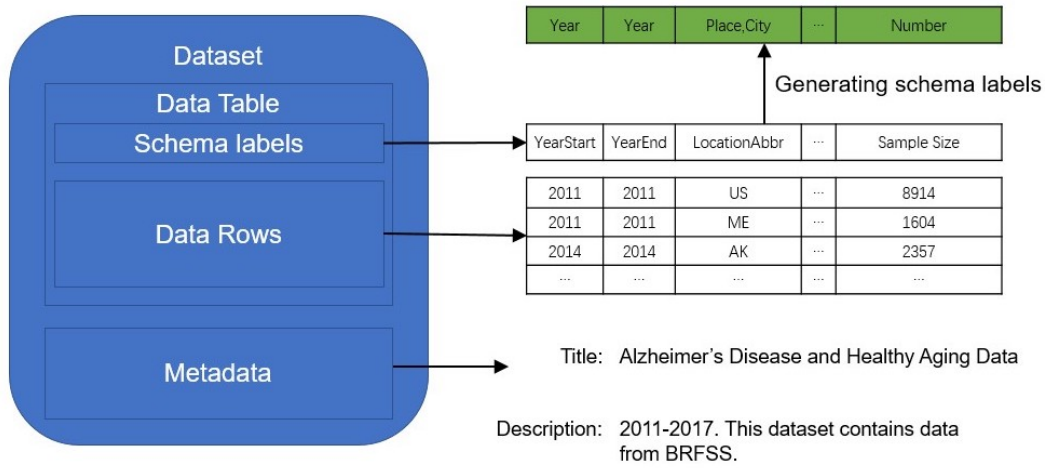 Dataset
Data Table
Schema labels
Data Rows
Metadata
Year Year Place,City ... Number
Generating schema labels
YearStart YearEnd LocationAbbr ... Sample Size
2011 2011 US ... 8914
2011 2011 ME ... 1604
2014 2014 AK ... 2357
... ... ... ... ...
Title: Alzheimer's Disease and Healthy Aging Data
Description: 2011-2017. This dataset contains data
from BRFSS.